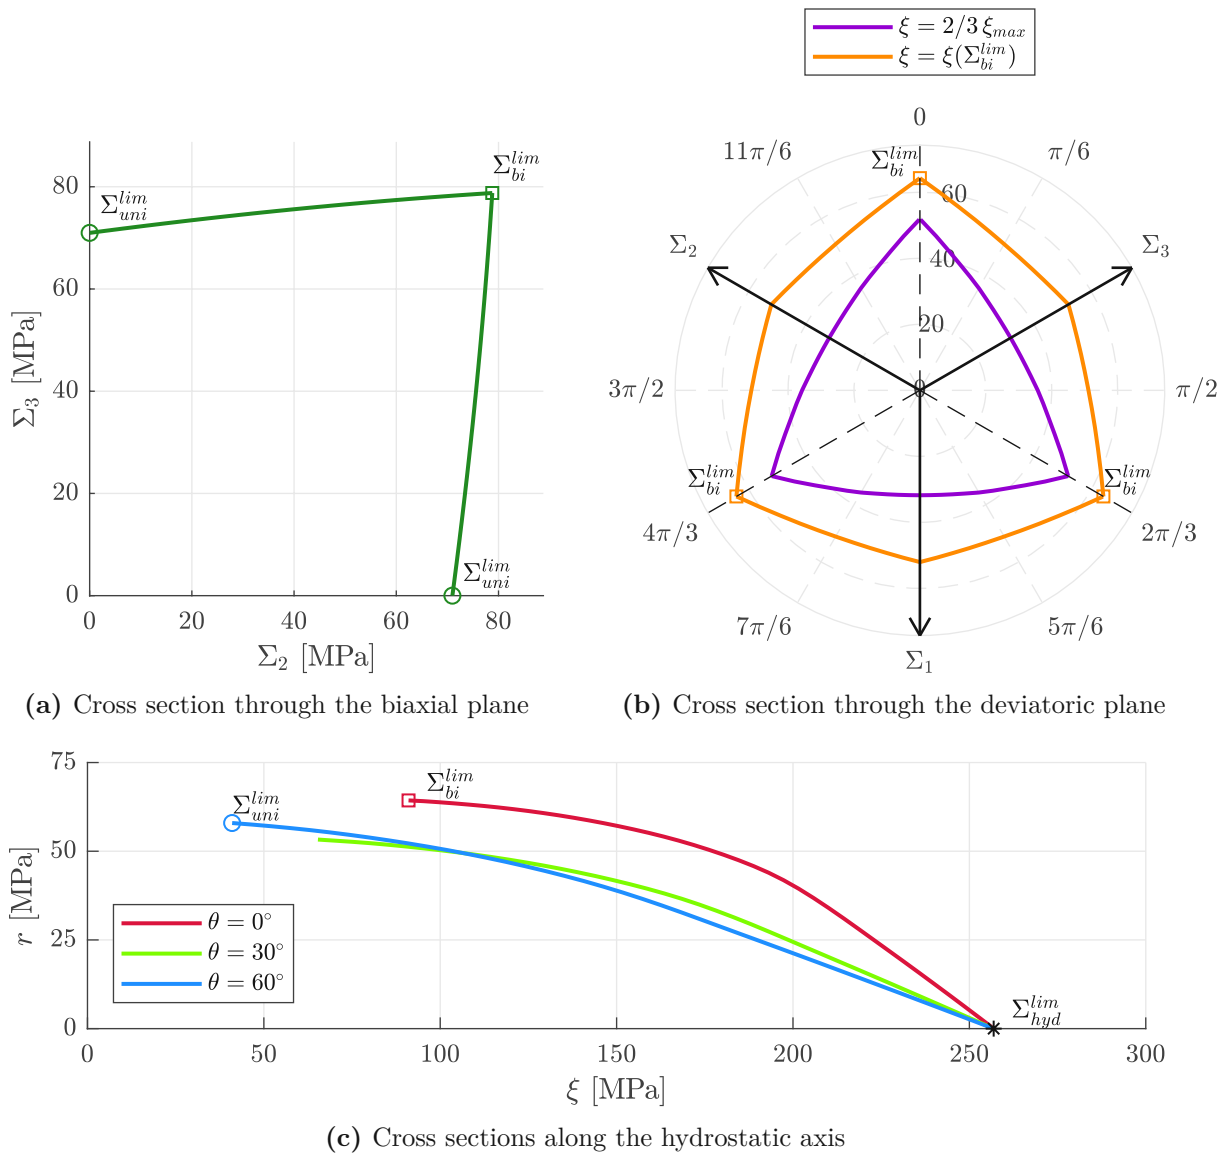 ξ = 2/3 ξ_max
ξ = ξ(Σ_bi^lim)
80
60
40
20
0
Σ_3 [MPa]
Σ_uni^lim
Σ_bi^lim
Σ_uni^lim
0
20
40
60
80
Σ_2 [MPa]
0
π/6
Σ_3
π/2
2π/3
5π/6
Σ_1
7π/6
4π/3
3π/2
Σ_2
11π/6
Σ_bi^lim
60
40
20
0
Σ_bi^lim
Σ_bi^lim
(a) Cross section through the biaxial plane
(b) Cross section through the deviatoric plane
75
50
25
0
r [MPa]
Σ_uni^lim
Σ_bi^lim
Σ_hyd^lim
θ = 0°
θ = 30°
θ = 60°
0
50
100
150
200
250
300
ξ [MPa]
(c) Cross sections along the hydrostatic axis